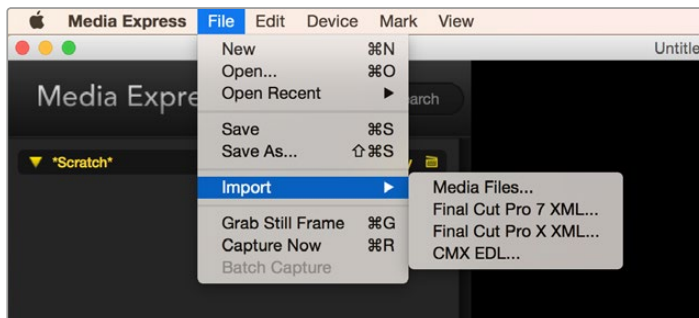 Media Express File Edit Device Mark View
Untitle
Media Expre
arch
New ⌘N
Open... ⌘O
Open Recent ▶
Save ⌘S
Save As... ⇧⌘S
*Scratch*
Import ▶
Media Files...
Final Cut Pro 7 XML...
Final Cut Pro X XML...
CMX EDL...
Grab Still Frame ⌘G
Capture Now ⌘R
Batch Capture